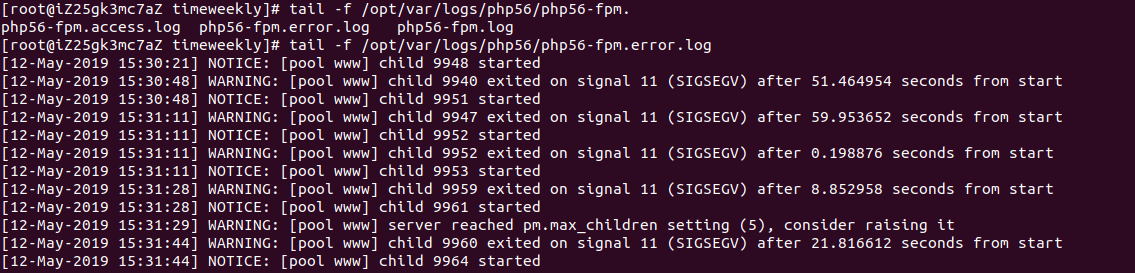 [root@iZ25gk3mc7aZ timeweekly]# tail -f /opt/var/logs/php56/php56-fpm.
php56-fpm.access.log  php56-fpm.error.log   php56-fpm.log
[root@iZ25gk3mc7aZ timeweekly]# tail -f /opt/var/logs/php56/php56-fpm.error.log
[12-May-2019 15:30:21] NOTICE: [pool www] child 9948 started
[12-May-2019 15:30:48] WARNING: [pool www] child 9940 exited on signal 11 (SIGSEGV) after 51.464954 seconds from start
[12-May-2019 15:30:48] NOTICE: [pool www] child 9951 started
[12-May-2019 15:31:11] WARNING: [pool www] child 9947 exited on signal 11 (SIGSEGV) after 59.953652 seconds from start
[12-May-2019 15:31:11] NOTICE: [pool www] child 9952 started
[12-May-2019 15:31:11] WARNING: [pool www] child 9952 exited on signal 11 (SIGSEGV) after 0.198876 seconds from start
[12-May-2019 15:31:11] NOTICE: [pool www] child 9953 started
[12-May-2019 15:31:28] WARNING: [pool www] child 9959 exited on signal 11 (SIGSEGV) after 8.852958 seconds from start
[12-May-2019 15:31:28] NOTICE: [pool www] child 9961 started
[12-May-2019 15:31:29] WARNING: [pool www] server reached pm.max_children setting (5), consider raising it
[12-May-2019 15:31:44] WARNING: [pool www] child 9960 exited on signal 11 (SIGSEGV) after 21.816612 seconds from start
[12-May-2019 15:31:44] NOTICE: [pool www] child 9964 started